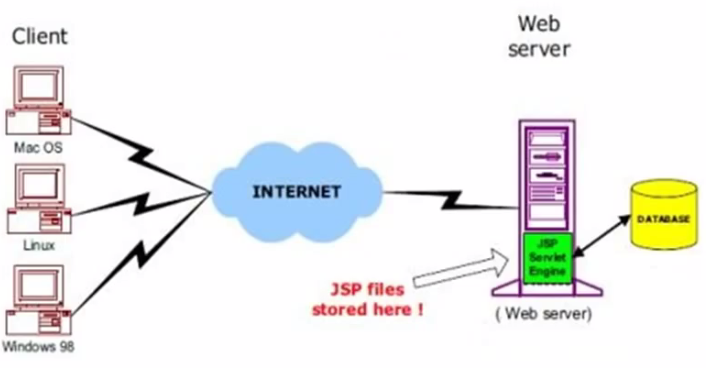 Client
Web
server
Mac OS
Linux
Windows 98
INTERNET
JSP files
stored here !
JSP
Servlet
Engine
( Web server)
DATABASE